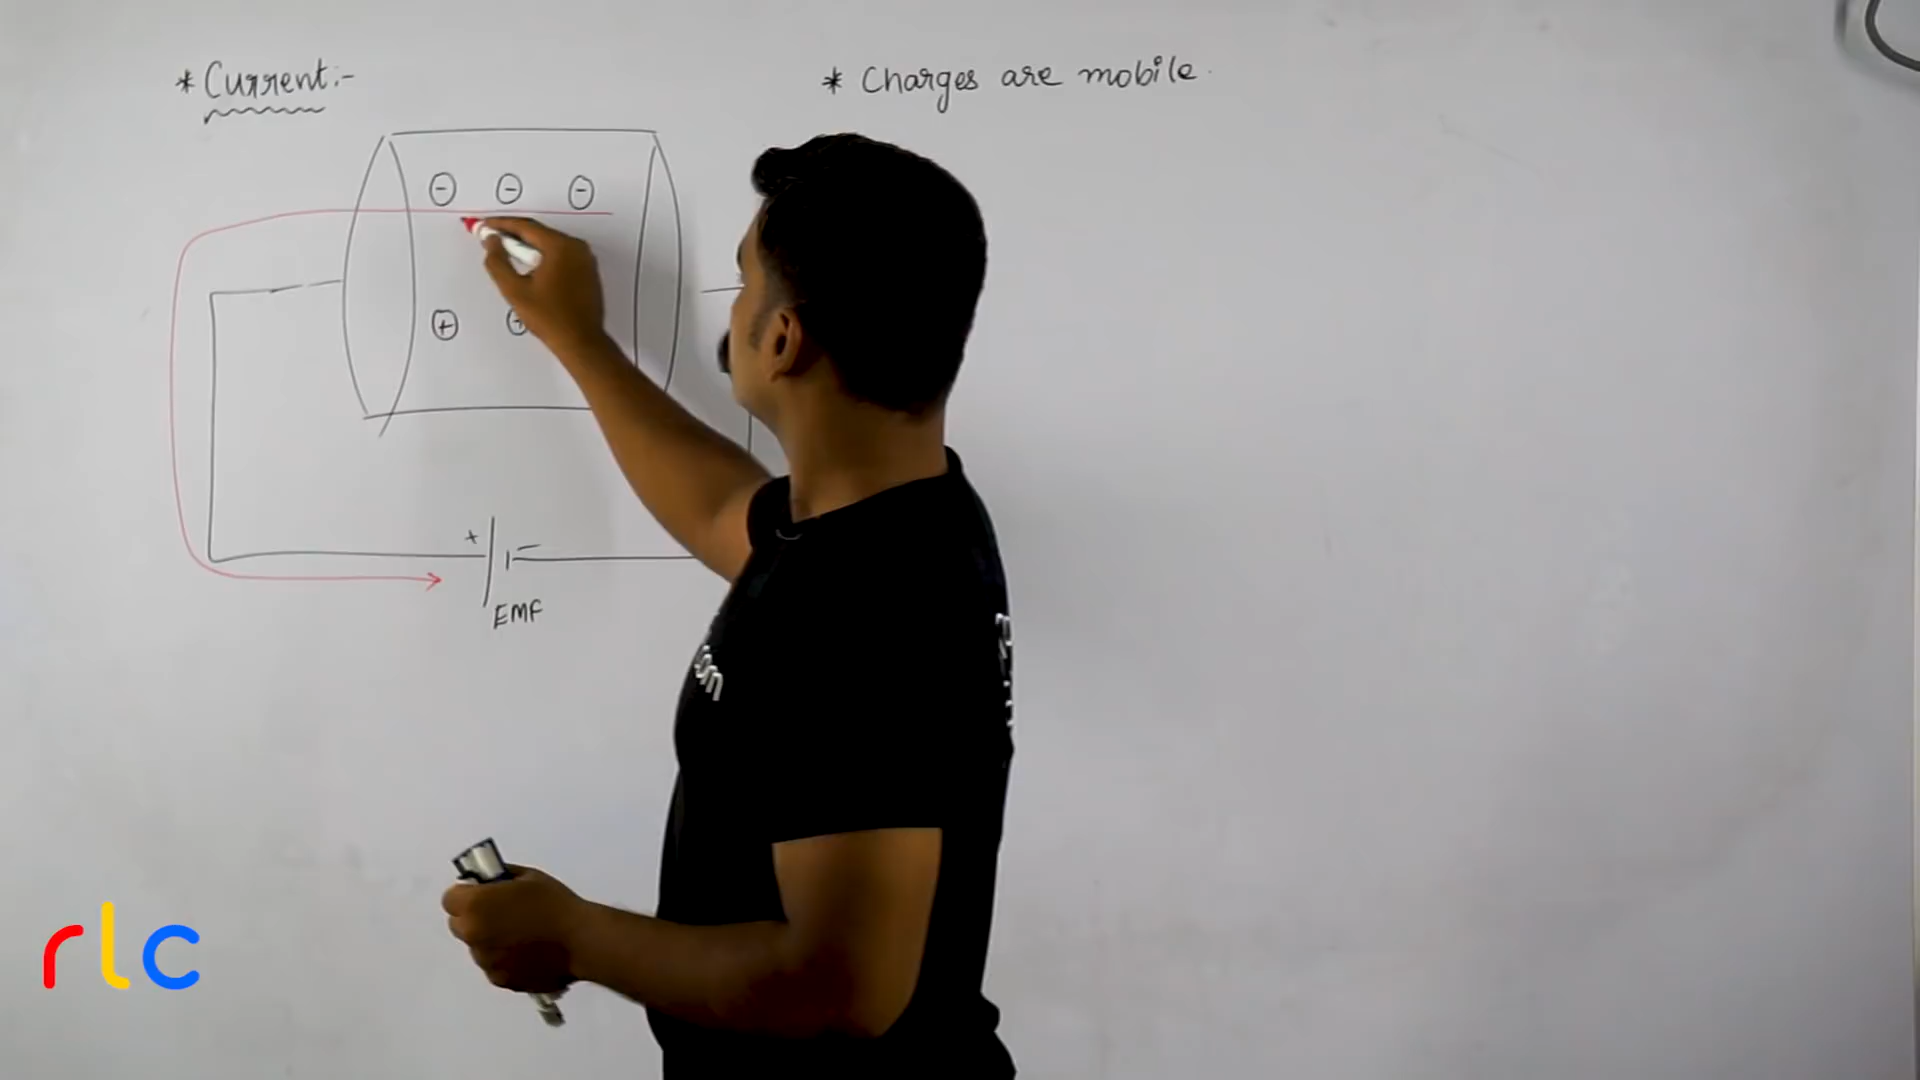 * Current:-
* Charges are mobile.
- - -
+ +
+ -
EMF
rlc